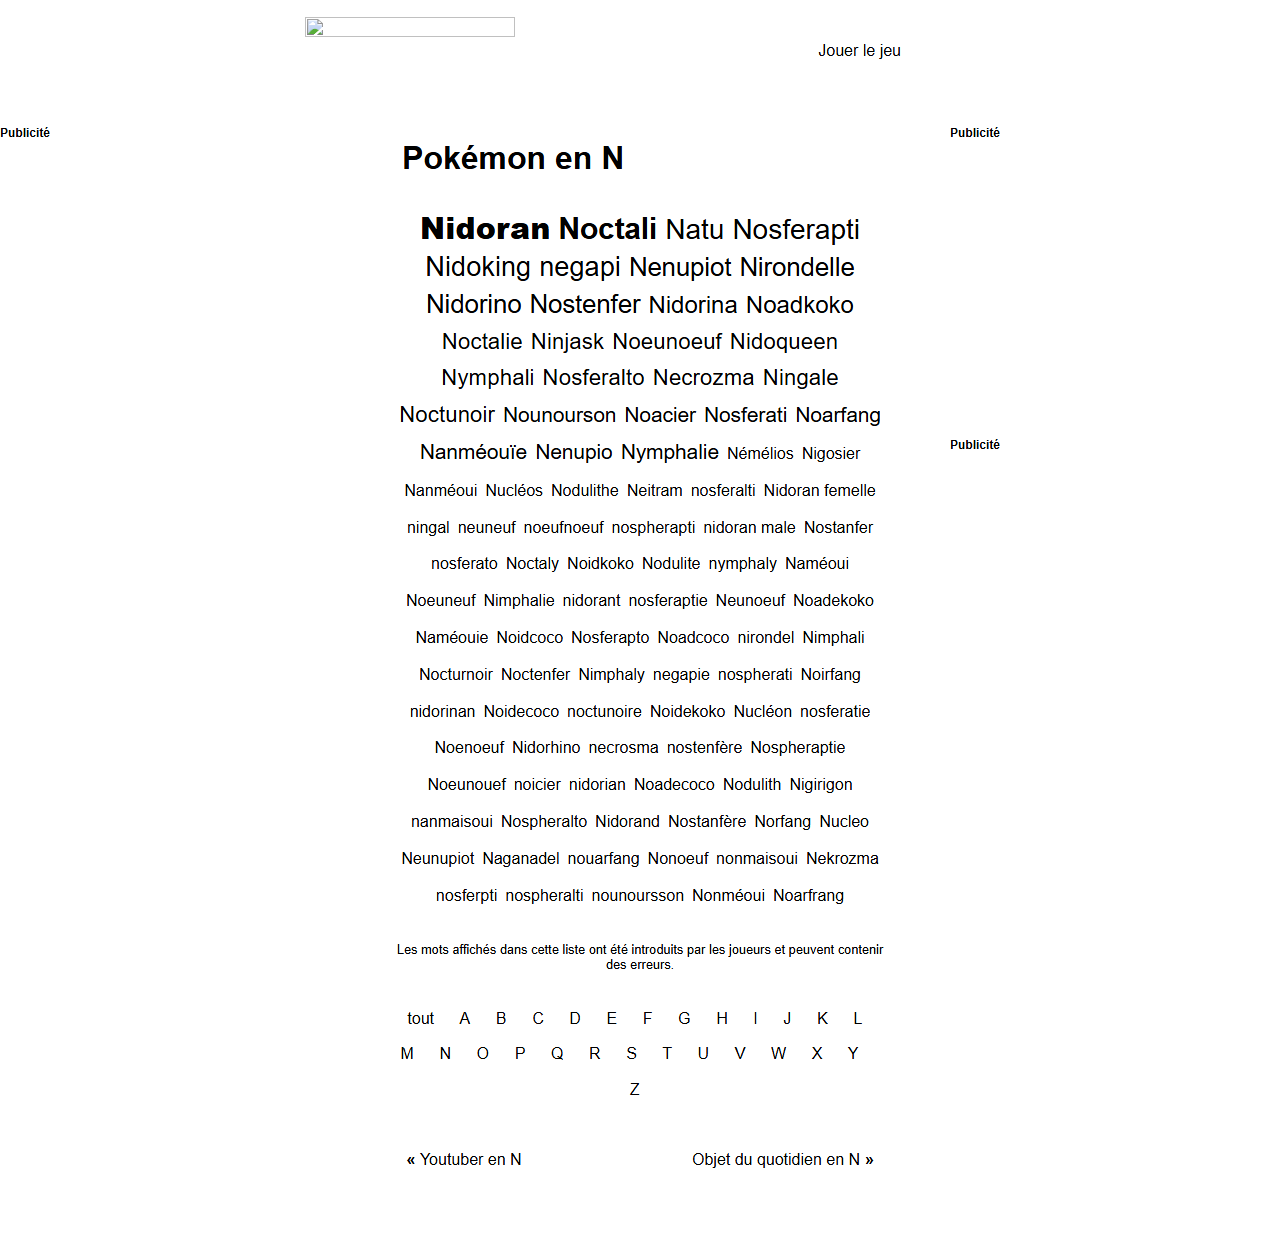 Jouer le jeu
Publicité
Publicité
Pokémon en N
Nidoran Noctali Natu Nosferapti
Nidoking negapi Nenupiot Nirondelle
Nidorino Nostenfer Nidorina Noadkoko
Noctalie Ninjask Noeunoeuf Nidoqueen
Nymphali Nosferalto Necrozma Ningale
Noctunoir Nounourson Noacier Nosferati Noarfang
Publicité
Nanméouïe Nenupio Nymphalie Némélios Nigosier
Nanméoui Nucléos Nodulithe Neitram nosferalti Nidoran femelle
ningal neuneuf noeufnoeuf nospherapti nidoran male Nostanfer
nosferato Noctaly Noidkoko Nodulite nymphaly Naméoui
Noeuneuf Nimphalie nidorant nosferaptie Neunoeuf Noadekoko
Naméouie Noidcoco Nosferapto Noadcoco nirondel Nimphali
Nocturnoir Noctenfer Nimphaly negapie nospherati Noirfang
nidorinan Noidecoco noctunoire Noidekoko Nucléon nosferatie
Noenoeuf Nidorhino necrosma nostenfère Nospheraptie
Noeunouef noicier nidorian Noadecoco Nodulith Nigirigon
nanmaisoui Nospheralto Nidorand Nostanfère Norfang Nucleo
Neunupiot Naganadel nouarfang Nonoeuf nonmaisoui Nekrozma
nosferpti nospheralti nounoursson Nonméoui Noarfrang
Les mots affichés dans cette liste ont été introduits par les joueurs et peuvent contenir
des erreurs.
tout A B C D E F G H I J K L
M N O P Q R S T U V W X Y
Z
« Youtuber en N Objet du quotidien en N »